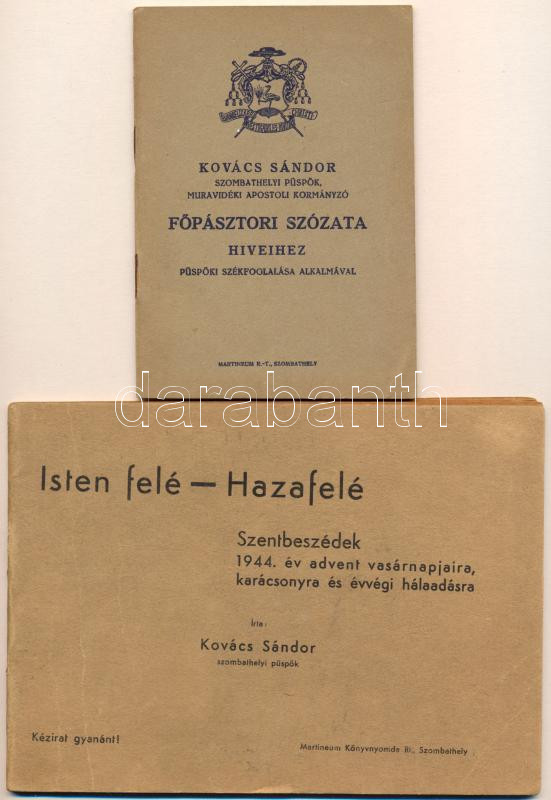 KOVÁCS SÁNDOR
SZOMBATHELYI PÜSPÖK,
MURAVIDÉKI APOSTOLI KORMÁNYZÓ
FŐPÁSZTORI SZÓZATA
HIVEIHEZ
PÜSPÖKI SZÉKFOOLALÁSA ALKALMÁVAL
MARTINEUM R.-T., SZOMBATHELY
darabanth
Isten felé — Hazafelé
Szentbeszédek
1944. év advent vasárnapjaira,
karácsonyra és évvégi hálaadásra
Írta:
Kovács Sándor
szombathelyi püspök
Kézirat gyanánt!
Martineum Könyvnyomda Rt., Szombathely